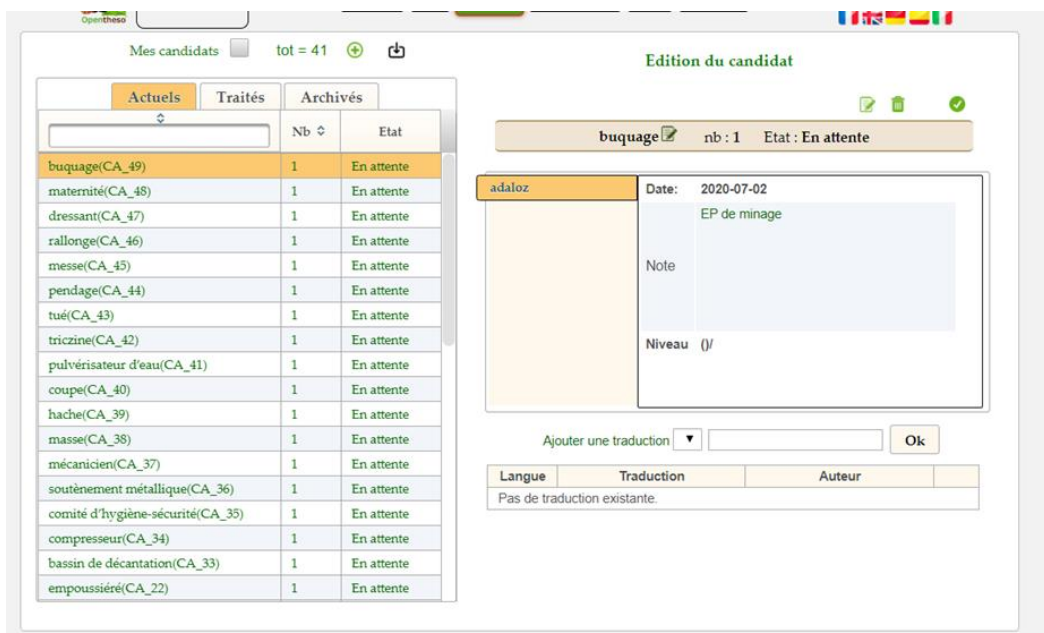 Opentheso
Mes candidats tot = 41
Actuels Traités Archivés
Nb Etat
buquage(CA_49) 1 En attente
maternité(CA_48) 1 En attente
dressant(CA_47) 1 En attente
rallonge(CA_46) 1 En attente
messe(CA_45) 1 En attente
pendage(CA_44) 1 En attente
tué(CA_43) 1 En attente
triczine(CA_42) 1 En attente
pulvérisateur d'eau(CA_41) 1 En attente
coupe(CA_40) 1 En attente
hache(CA_39) 1 En attente
masse(CA_38) 1 En attente
mécanicien(CA_37) 1 En attente
soutènement métallique(CA_36) 1 En attente
comité d'hygiène-sécurité(CA_35) 1 En attente
compresseur(CA_34) 1 En attente
bassin de décantation(CA_33) 1 En attente
empoussiéré(CA_22) 1 En attente
Edition du candidat
buquage nb : 1 Etat : En attente
adaloz
Date: 2020-07-02
EP de minage
Note
Niveau ()/
Ajouter une traduction Ok
Langue Traduction Auteur
Pas de traduction existante.